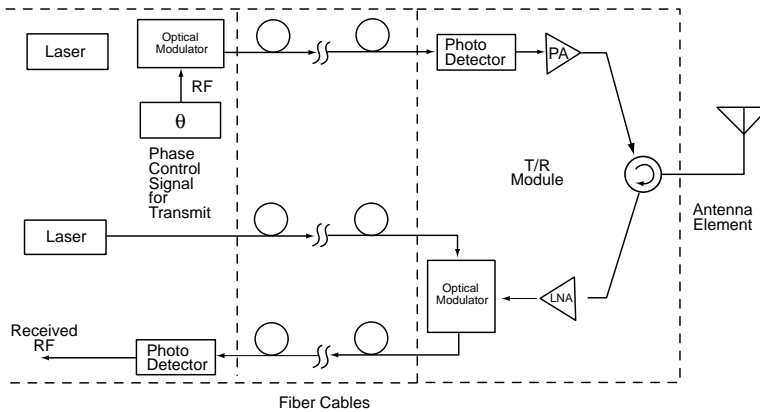 Laser
Optical
Modulator
RF
θ
Phase
Control
Signal
for
Transmit
Photo
Detector
PA
T/R
Module
Antenna
Element
Laser
Optical
Modulator
LNA
Received
RF
Photo
Detector
Fiber Cables